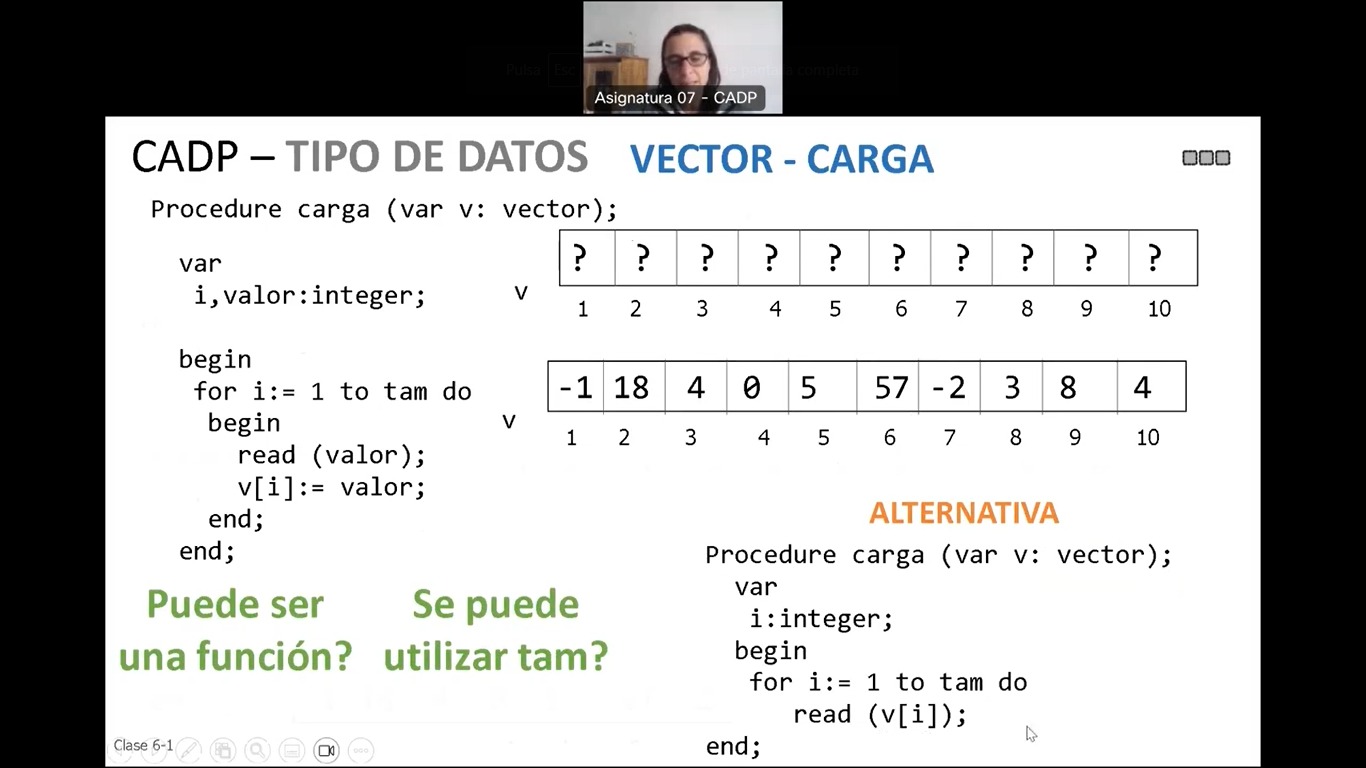 Pulsa Esc pantalla completa
Asignatura 07 - CADP
CADP – TIPO DE DATOS VECTOR - CARGA
Procedure carga (var v: vector);
var
i,valor:integer;
begin
for i:= 1 to tam do
begin
read (valor);
v[i]:= valor;
end;
end;
? ? ? ? ? ? ? ? ? ?
v
1 2 3 4 5 6 7 8 9 10
-1 18 4 0 5 57 -2 3 8 4
v
1 2 3 4 5 6 7 8 9 10
Puede ser
una función?
Se puede
utilizar tam?
ALTERNATIVA
Procedure carga (var v: vector);
var
i:integer;
begin
for i:= 1 to tam do
read (v[i]);
end;
Clase 6-1